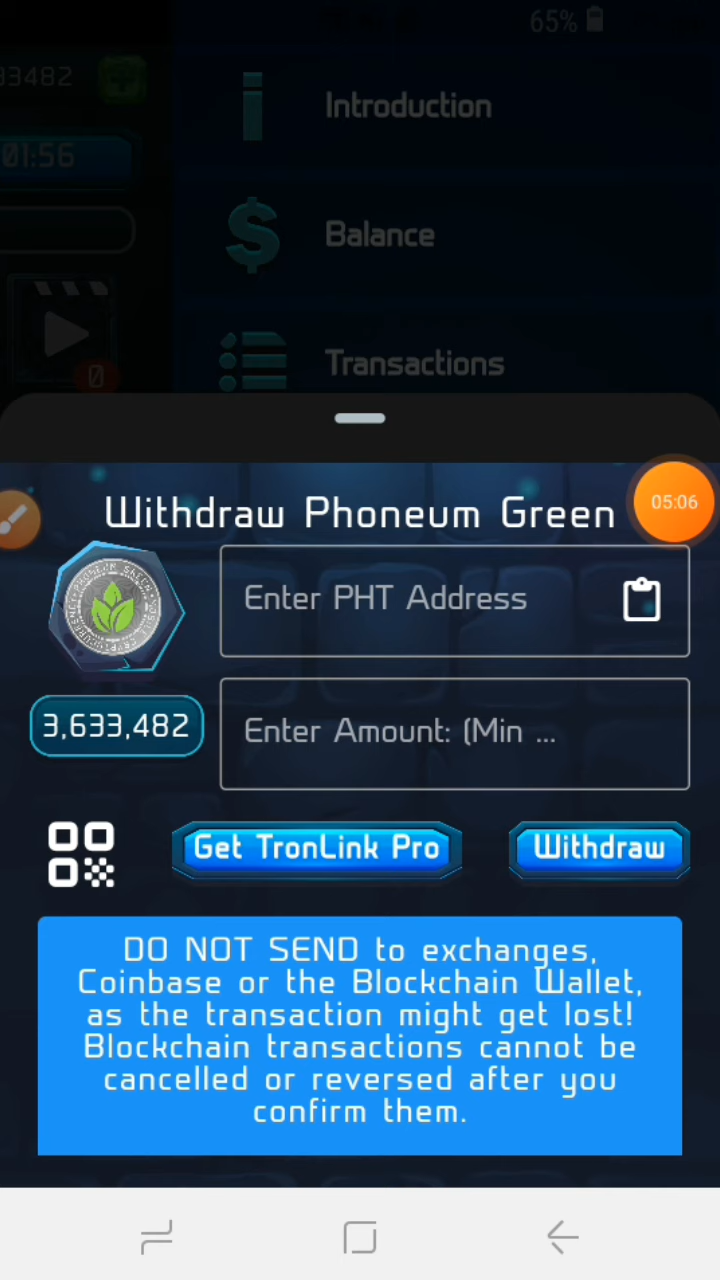 65%
33482
01:56
Introduction
Balance
0
Transactions
Withdraw Phoneum Green
05:06
Enter PHT Address
3,633,482
Enter Amount: (Min ...
Get TronLink Pro
Withdraw
DO NOT SEND to exchanges,
Coinbase or the Blockchain Wallet,
as the transaction might get lost!
Blockchain transactions cannot be
cancelled or reversed after you
confirm them.